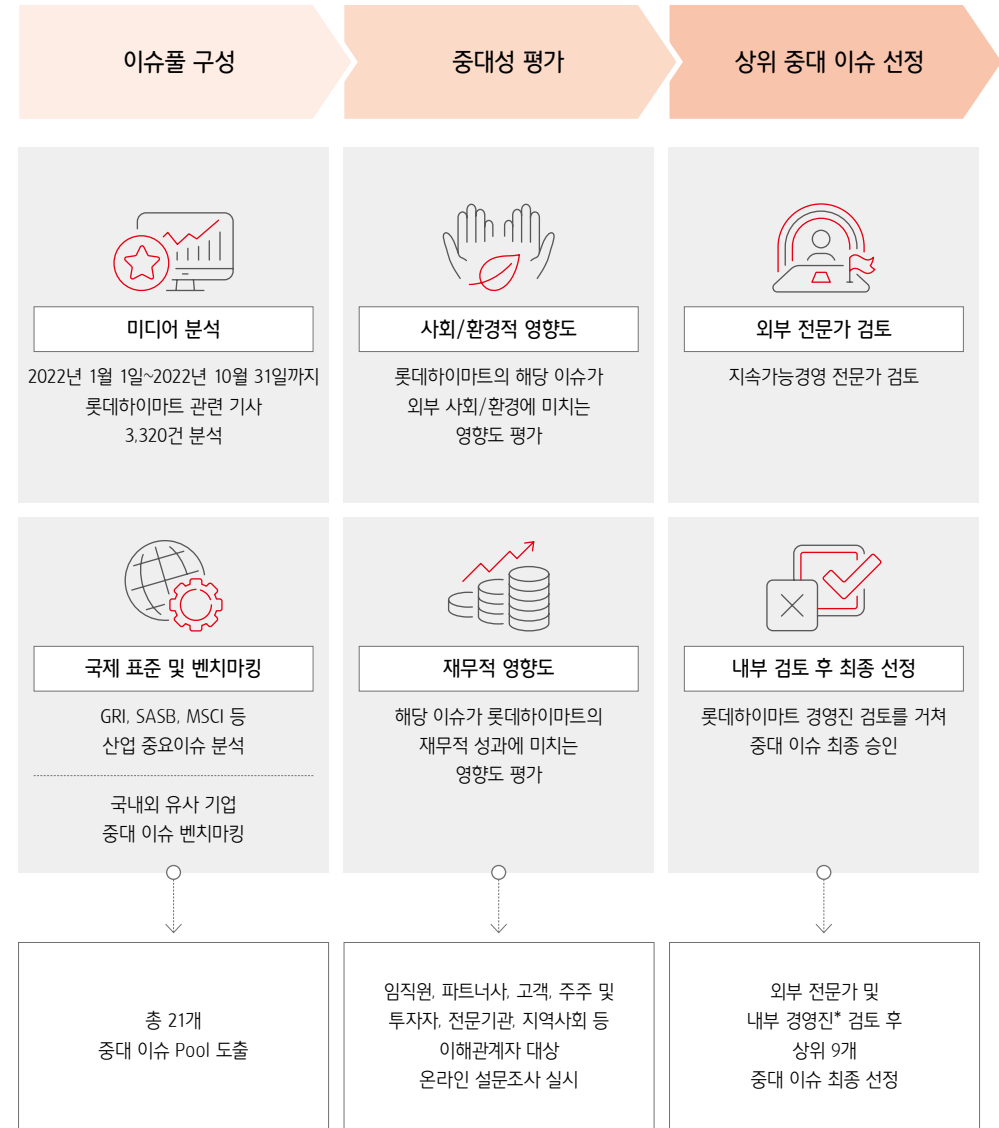 이슈풀 구성
중대성 평가
상위 중대 이슈 선정
미디어 분석
2022년 1월 1일~2022년 10월 31일까지
롯데하이마트 관련 기사
3,320건 분석
사회/환경적 영향도
롯데하이마트의 해당 이슈가
외부 사회/환경에 미치는
영향도 평가
외부 전문가 검토
지속가능경영 전문가 검토
국제 표준 및 벤치마킹
GRI, SASB, MSCI 등
산업 중요이슈 분석
국내외 유사 기업
중대 이슈 벤치마킹
재무적 영향도
해당 이슈가 롯데하이마트의
재무적 성과에 미치는
영향도 평가
내부 검토 후 최종 선정
롯데하이마트 경영진 검토를 거쳐
중대 이슈 최종 승인
총 21개
중대 이슈 Pool 도출
임직원, 파트너사, 고객, 주주 및
투자자, 전문기관, 지역사회 등
이해관계자 대상
온라인 설문조사 실시
외부 전문가 및
내부 경영진* 검토 후
상위 9개
중대 이슈 최종 선정